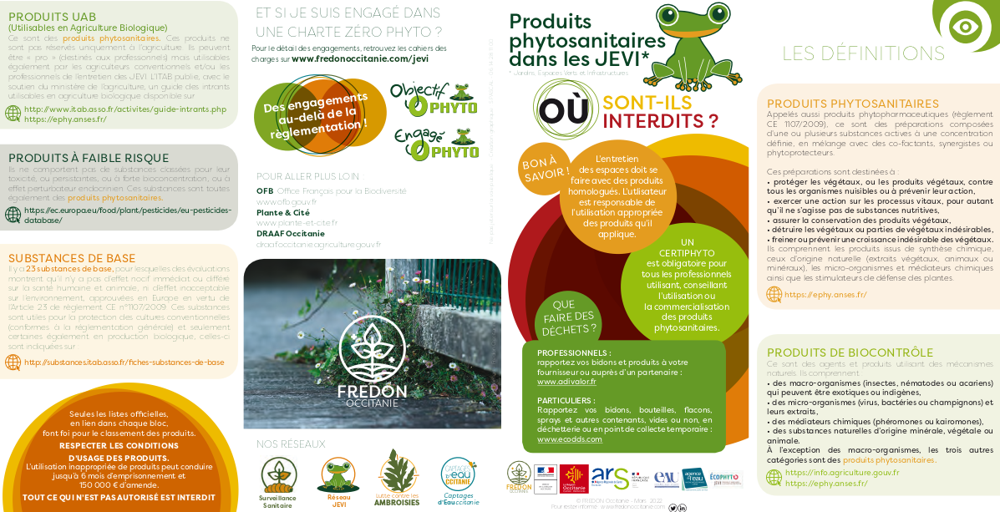 PRODUITS UAB
(Utilisables en Agriculture Biologique)
Ce sont des produits phytosanitaires. Ces produits ne
sont pas réservés uniquement à l'agriculture. Ils peuvent
être « pro » (destinés aux professionnels) mais utilisables
également par les agriculteurs conventionnels et/ou les
professionnels de l'entretien des JEVI. L'ITAB publie, avec le
soutien du ministère de l'agriculture, un guide des intrants
utilisables en agriculture biologique disponible sur :
http://www.itab.asso.fr/activites/guide-intrants.php
https://ephy.anses.fr/
PRODUITS À FAIBLE RISQUE
Ils ne comportent pas de substances classées pour leur
toxicité, ou persistantes, ou à forte bioconcentration, ou à
effet perturbateur endocrinien. Ces substances sont toutes
également des produits phytosanitaires.
https://ec.europa.eu/food/plant/pesticides/eu-pesticides-
database/
SUBSTANCES DE BASE
Il y a 23 substances de base, pour lesquelles des évaluations
montrent qu'il n'y a pas d'effet nocif immédiat ou différé
sur la santé humaine et animale, ni d'effet inacceptable
sur l'environnement, approuvées en Europe en vertu de
l'Article 23 de règlement CE n°1107/2009. Ces substances
sont utiles pour la protection des cultures conventionnelles
(conformes à la réglementation générale) et seulement
certaines également en production biologique, celles-ci
sont indiquées sur
http://substances.itab.asso.fr/fiches-substances-de-base
Seules les listes officielles,
en lien dans chaque bloc,
font foi pour le classement des produits.
RESPECTER LES CONDITIONS
D'USAGE DES PRODUITS.
L'utilisation inappropriée de produits peut conduire
jusqu'à 6 mois d'emprisonnement et
150 000 € d'amende.
TOUT CE QUI N'EST PAS AUTORISÉ EST INTERDIT
ET SI JE SUIS ENGAGÉ DANS
UNE CHARTE ZÉRO PHYTO ?
Pour le détail des engagements, retrouvez les cahiers des
charges sur www.fredonoccitanie.com/jevi
Des engagements
au-delà de la
règlementation !
Objectif
ZÉRO PHYTO
Engagé
ZÉRO PHYTO
POUR ALLER PLUS LOIN :
OFB Office Français pour la Biodiversité
www.ofb.gouv.fr
Plante & Cité
www.plante-et-cite.fr
DRAAF Occitanie
draaf.occitanie.agriculture.gouv.fr
FREDON
OCCITANIE
NOS RÉSEAUX
Surveillance
Sanitaire
Réseau
JEVI
Lutte contre les
AMBROISIES
CAPTAGES
d'eau
OCCITANIE
Captages
d'Eau occitanie
Produits
phytosanitaires
dans les JEVI*
* (Jardins, Espaces Verts et Infrastructures
OÙ
SONT-ILS
INTERDITS ?
BON À
SAVOIR !
L'entretien
des espaces doit se
faire avec des produits
homologués. L'utlisateur
est responsable de
l'utilisation appropriée
des produits qu'il
applique.
UN
CERTIPHYTO
est obligatoire pour
tous les professionnels
utilisant, conseillant
l'utilisation ou
la commercialisation
des produits
phytosanitaires.
QUE
FAIRE DES
DÉCHETS ?
PROFESSIONNELS :
rapportez vos bidons et produits à votre
fournisseur ou auprès d'un partenaire :
www.adivalor.fr
PARTICULIERS :
Rapportez vos bidons, bouteilles, flacons,
sprays et autres contenants, vides ou non, en
déchetterie ou en point de collecte temporaire :
www.ecodds.com
FREDON
OCCITANIE
Occitanie
ars
eau
agence
de l'eau
ÉCOPHYTO
© FREDON Occitanie - Mars 2022
Pour rester informé : www.fredonoccitanie.com
LES DÉFINITIONS
PRODUITS PHYTOSANITAIRES
Appelés aussi produits phytopharmaceutiques (règlement
CE 1107/2009), ce sont des préparations composées
d'une ou plusieurs substances actives à une concentration
définie, en mélange avec des co-factants, synergistes ou
phytoprotecteurs.
Ces préparations sont destinées à :
• protéger les végétaux, ou les produits végétaux, contre
tous les organismes nuisibles ou à prévenir leur action,
• exercer une action sur les processus vitaux, pour autant
qu'il ne s'agisse pas de substances nutritives,
• assurer la conservation des produits végétaux,
• détruire les végétaux ou parties de végétaux indésirables,
• freiner ou prévenir une croissance indésirable des végétaux.
Ils comprennent les produits issus de synthèse chimique,
ceux d'origine naturelle (extraits végétaux, animaux ou
minéraux), les micro-organismes et médiateurs chimiques
ainsi que les stimulateurs de défense des plantes.
https://ephy.anses.fr/
PRODUITS DE BIOCONTRÔLE
Ce sont des agents et produits utilisant des mécanismes
naturels. Ils comprennent
• des macro-organismes (insectes, nématodes ou acariens)
qui peuvent être exotiques ou indigènes,
• des micro-organismes (virus, bactéries ou champignons) et
leurs extraits,
• des médiateurs chimiques (phéromones ou kairomones),
• des substances naturelles d'origine minérale, végétale ou
animale.
À l'exception des macro-organismes, les trois autres
catégories sont des produits phytosanitaires.
https://info.agriculture.gouv.fr
https://ephy.anses.fr/